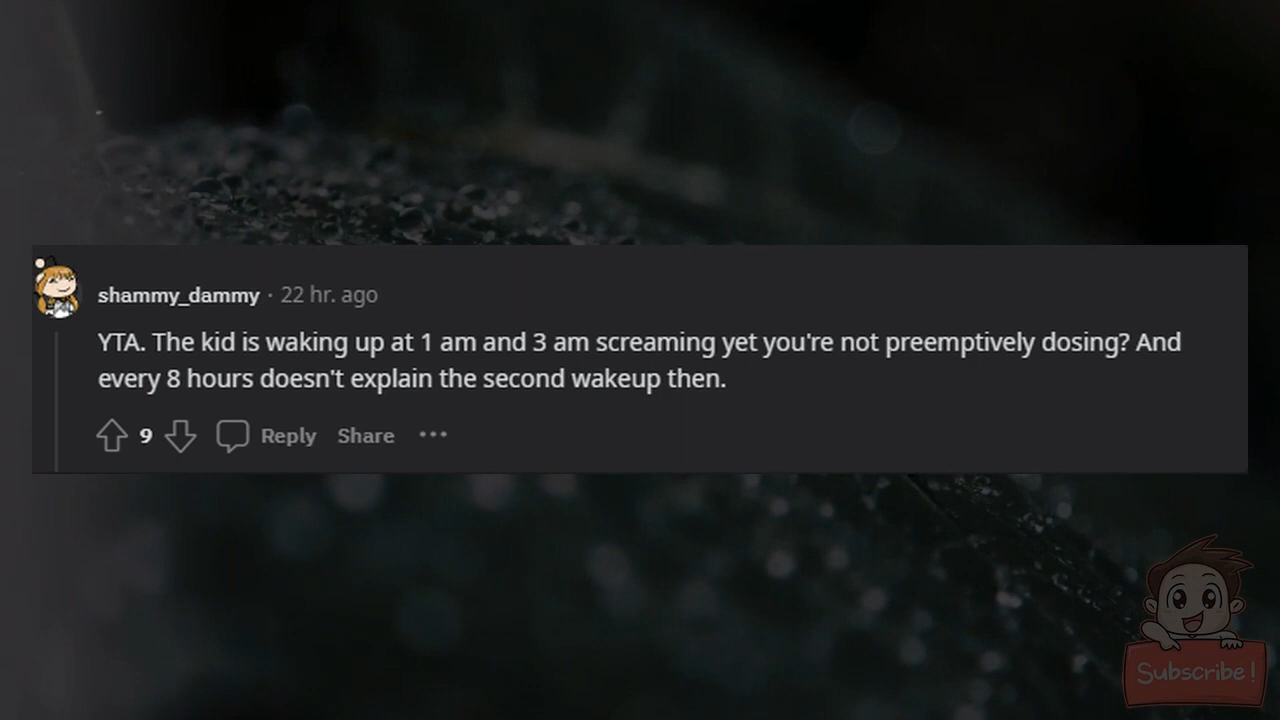 shammy_dammy · 22 hr. ago
YTA. The kid is waking up at 1 am and 3 am screaming yet you're not preemptively dosing? And
every 8 hours doesn't explain the second wakeup then.
9 Reply Share ···
Subscribe!